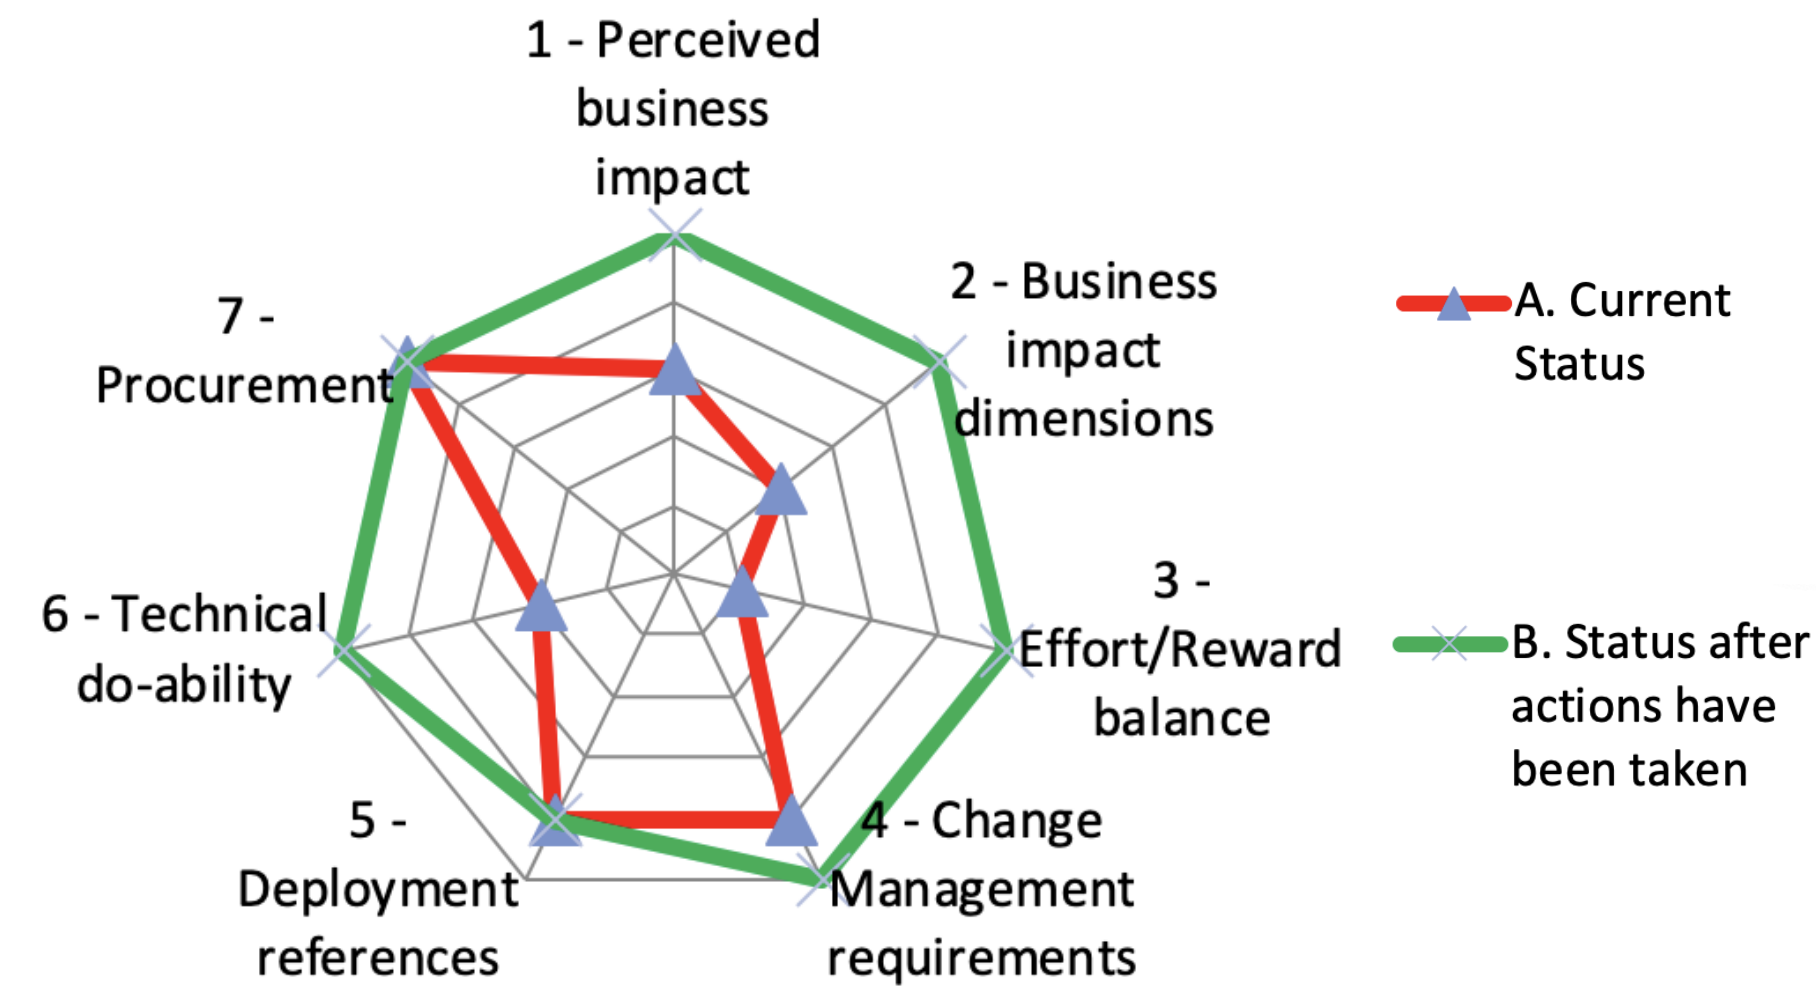 1 - Perceived
business
impact
2 - Business
impact
dimensions
3 -
Effort/Reward
balance
4 - Change
Management
requirements
5 -
Deployment
references
6 - Technical
do-ability
7 -
Procurement
A. Current
Status
B. Status after
actions have
been taken